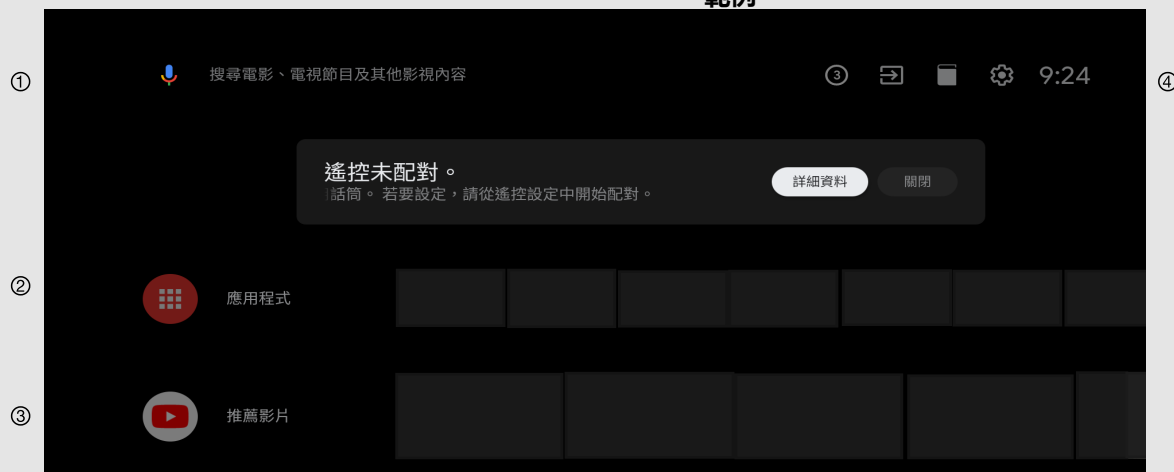 範例
① 搜尋電影、電視節目及其他影視內容 3 9:24 ④
遙控未配對。
話筒。 若要設定，請從遙控設定中開始配對。
詳細資料 關閉
② 應用程式
③ 推薦影片